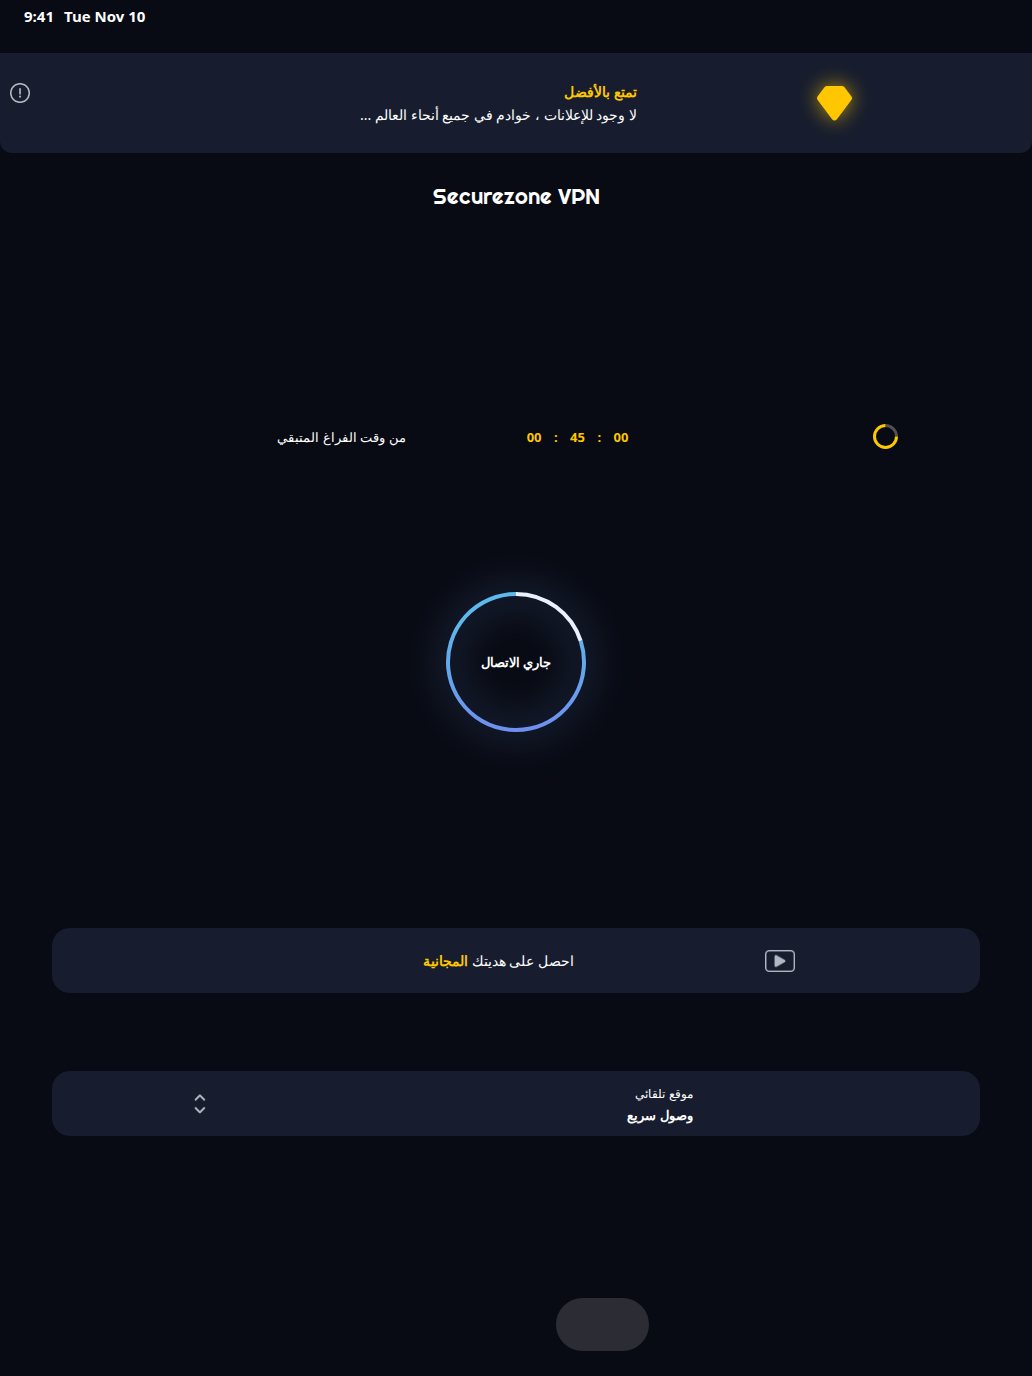 9:41 Tue Nov 10
تمتع بالأفضل
لا وجود للإعلانات ، خوادم في جميع أنحاء العالم ...
Securezone VPN
00 : 45 : 00
من وقت الفراغ المتبقي
جاري الاتصال
احصل على هديتك المجانية
موقع تلقائي
وصول سريع